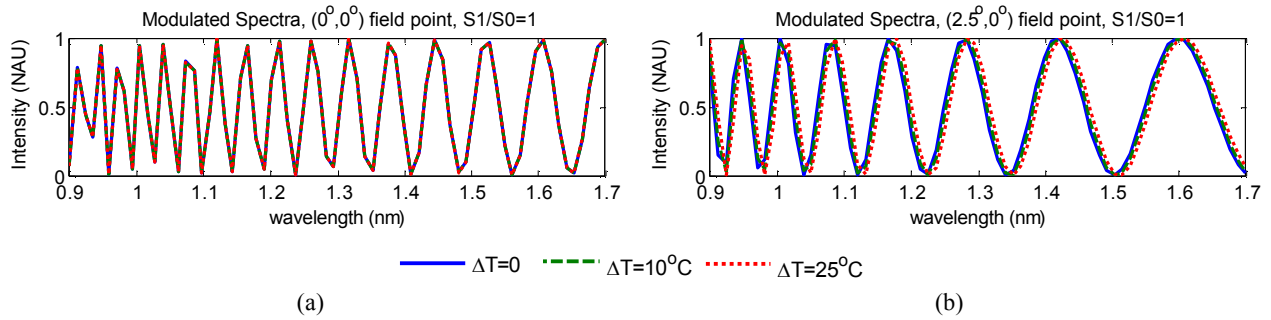 Modulated Spectra, (0°,0°) field point, S1/S0=1
Intensity (NAU)
1
0.5
0
0.9 1 1.1 1.2 1.3 1.4 1.5 1.6 1.7
wavelength (nm)
Modulated Spectra, (2.5°,0°) field point, S1/S0=1
Intensity (NAU)
1
0.5
0
0.9 1 1.1 1.2 1.3 1.4 1.5 1.6 1.7
wavelength (nm)
ΔT=0 ΔT=10°C ΔT=25°C
(a) (b)